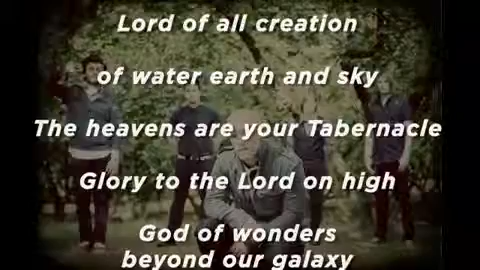 Lord of all creation
of water earth and sky
The heavens are your Tabernacle
Glory to the Lord on high
God of wonders
beyond our galaxy